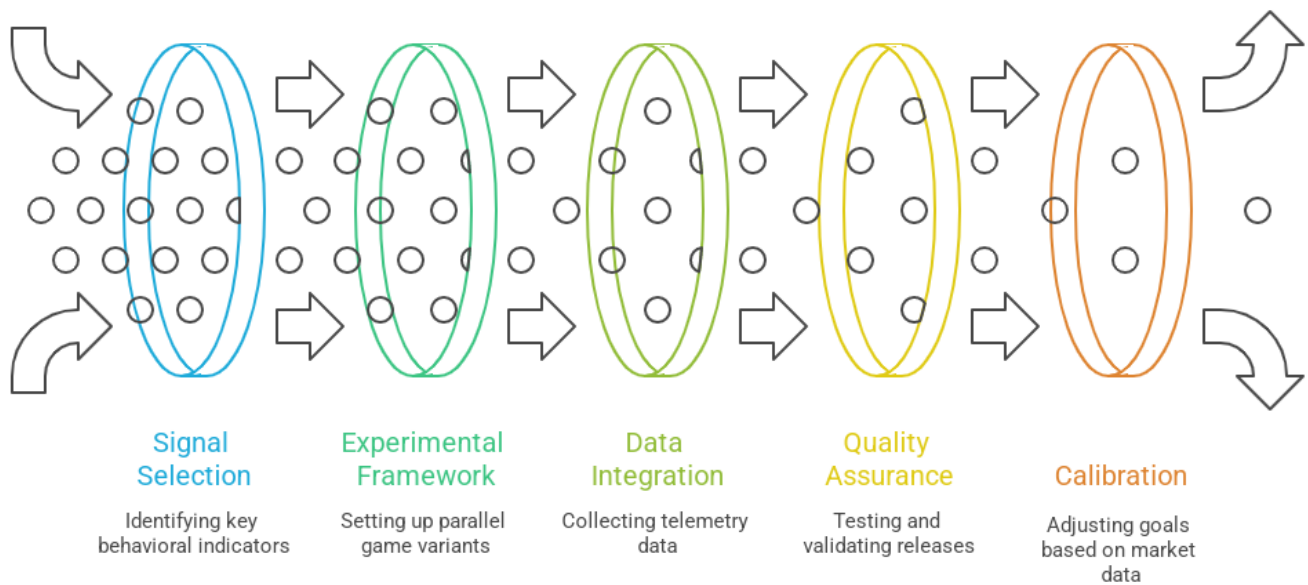 Signal
Selection
Identifying key
behavioral indicators
Experimental
Framework
Setting up parallel
game variants
Data
Integration
Collecting telemetry
data
Quality
Assurance
Testing and
validating releases
Calibration
Adjusting goals
based on market
data